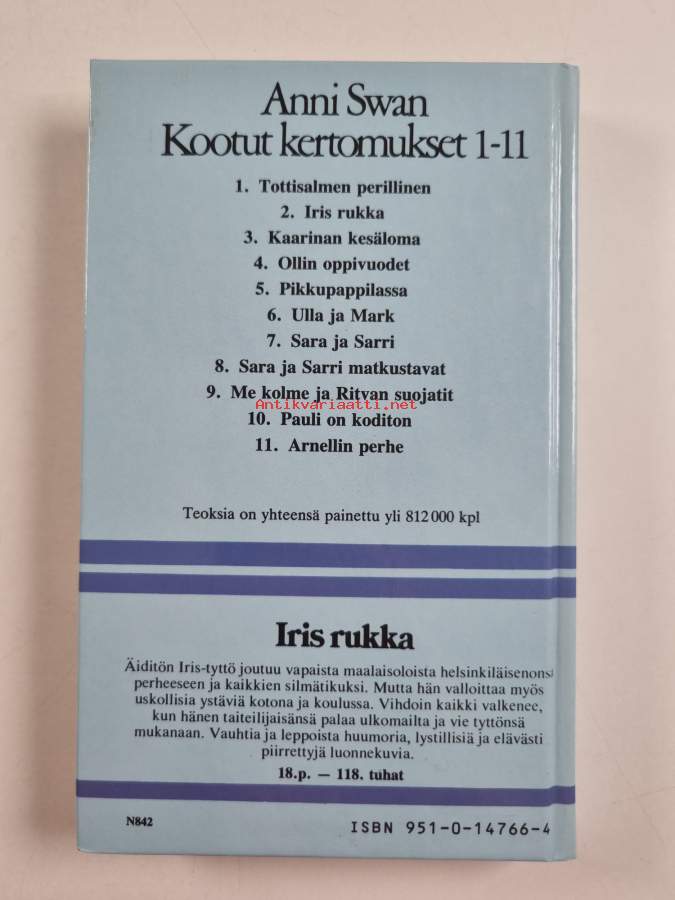 Anni Swan
Kootut kertomukset 1-11
1. Tottisalmen perillinen
2. Iris rukka
3. Kaarinan kesäloma
4. Ollin oppivuodet
5. Pikkupappilassa
6. Ulla ja Mark
7. Sara ja Sarri
8. Sara ja Sarri matkustavat
9. Me kolme ja Ritvan suojatit
Antikvariaatti.net
10. Pauli on koditon
11. Arnellin perhe
Teoksia on yhteensä painettu yli 812 000 kpl
Iris rukka
Äiditön Iris-tyttö joutuu vapaista maalaisoloista helsinkiläisenons
perheeseen ja kaikkien silmätikuksi. Mutta hän valloittaa myös
uskollisia ystäviä kotona ja koulussa. Vihdoin kaikki valkenee,
kun hänen taiteilijaisänsä palaa ulkomailta ja vie tyttönsä
mukanaan. Vauhtia ja leppoista huumoria, lystillisiä ja elävästi
piirrettyjä luonnekuvia.
18.p. — 118. tuhat
N842
ISBN 951-0-14766-4